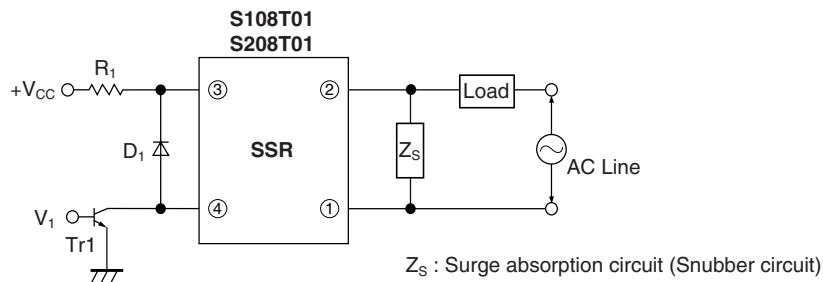 S108T01
S208T01
R1
+VCC
③
②
Load
D1
SSR
ZS
AC Line
V1
④
①
Tr1
ZS : Surge absorption circuit (Snubber circuit)